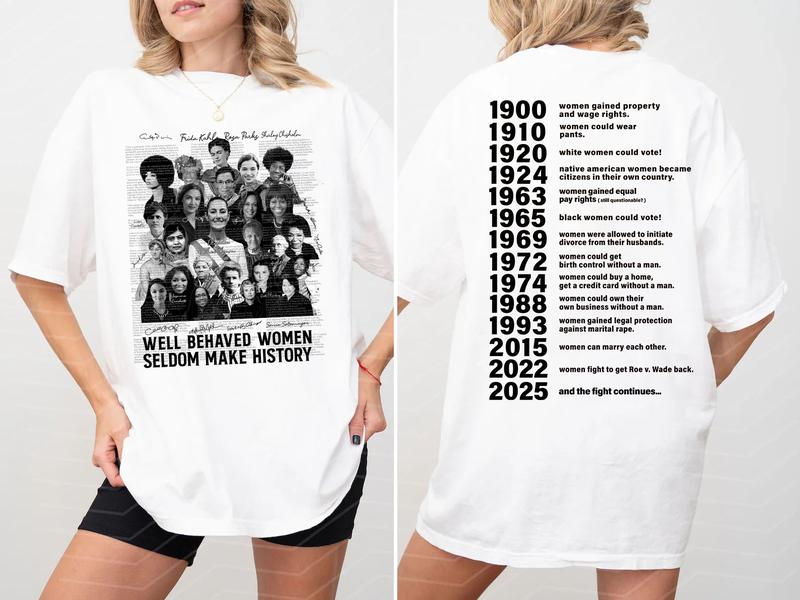 Frida Kahlo Rosa Parks Shirley Chisholm
WELL BEHAVED WOMEN
SELDOM MAKE HISTORY
1900 women gained property
and wage rights.
1910 women could wear
pants.
1920 white women could vote!
1924 native american women became
citizens in their own country.
1963 women gained equal
pay rights ( still questionable? )
1965 black women could vote!
1969 women were allowed to initiate
divorce from their husbands.
1972 women could get
birth control without a man.
1974 women could buy a home,
get a credit card without a man.
1988 women could own their
own business without a man.
1993 women gained legal protection
against marital rape.
2015 women can marry each other.
2022 women fight to get Roe v. Wade back.
2025 and the fight continues...